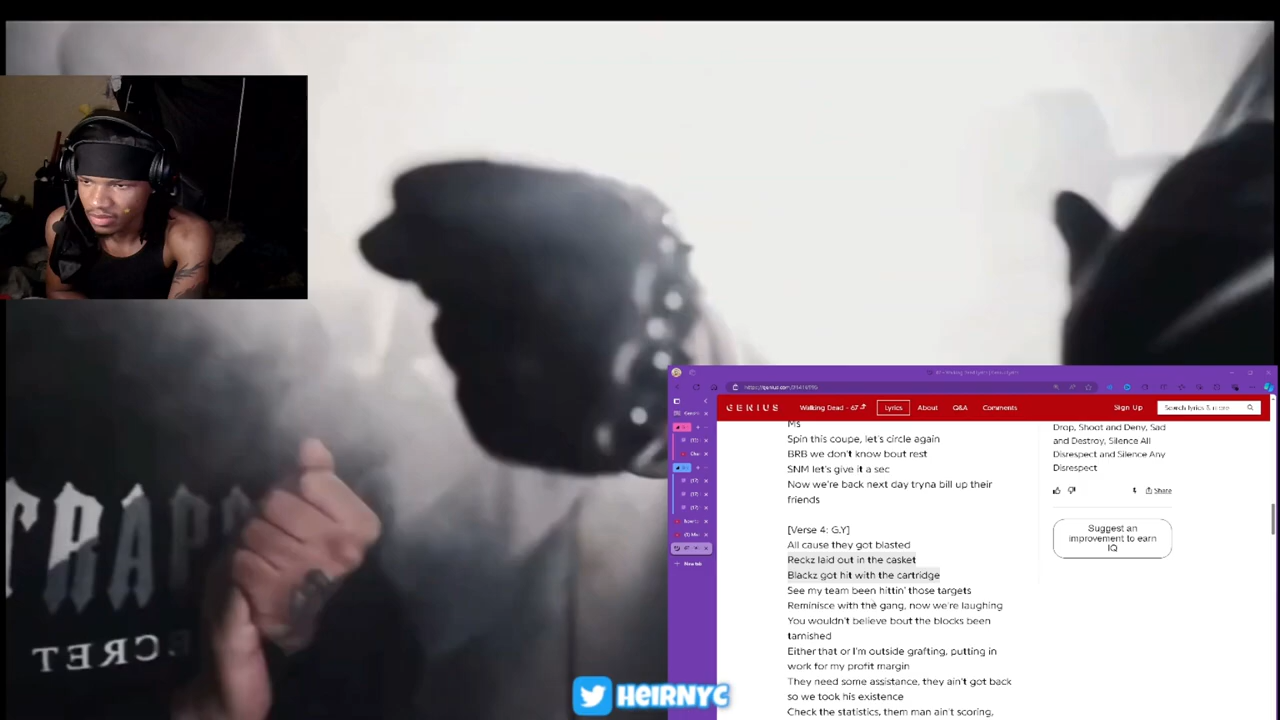 GENIUS
Walking Dead - 67
Lyrics
About
Q&A
Comments
Sign Up
Search lyrics & more
Ms
Spin this coupe, let's circle again
BRB we don't know bout rest
SNM let's give it a sec
Now we're back next day tryna bill up their
friends
[Verse 4: G.Y]
All cause they got blasted
Reckz laid out in the casket
Blackz got hit with the cartridge
See my team been hittin' those targets
Reminisce with the gang, now we're laughing
You wouldn't believe bout the blocks been
tarnished
Either that or I'm outside grafting, putting in
work for my profit margin
They need some assistance, they ain't got back
so we took his existence
Check the statistics, them man ain't scoring,
Drop, Shoot and Deny, Sad
and Destroy, Silence All
Disrespect and Silence Any
Disrespect
Share
Suggest an
improvement to earn
IQ
New tab
TRAP
HEIRNYC